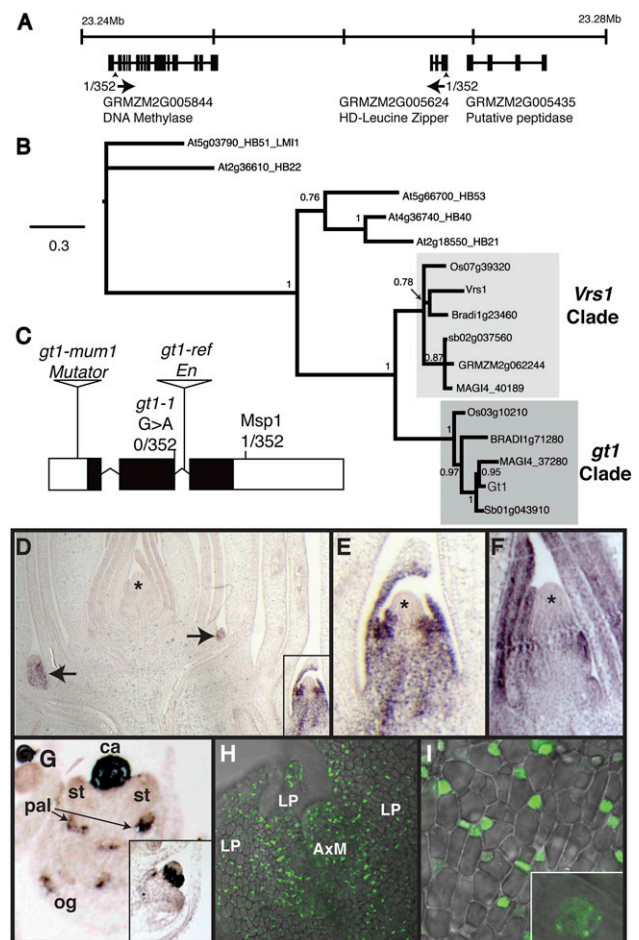 A
23.24Mb
23.28Mb
1/352
1/352
GRMZM2G005844
DNA Methylase
GRMZM2G005624
HD-Leucine Zipper
GRMZM2G005435
Putative peptidase
B
At5g03790_HB51_LMI1
At2g36610_HB22
0.3
0.76
At5g66700_HB53
1
At4g36740_HB40
At2g18550_HB21
1
0.78
Os07g39320
Vrs1
Bradi1g23460
sb02g037560
0.87
GRMZM2g062244
MAGI4_40189
Vrs1
Clade
1
Os03g10210
1
BRADI1g71280
MAGI4_37280
0.97
0.95
Gt1
1
Sb01g043910
gt1
Clade
C
gt1-mum1
Mutator
gt1-ref
En
gt1-1
G>A
0/352
Msp1
1/352
D
*
E
*
F
*
G
G
ca
st
st
pal
og
H
LP
LP
LP
AxM
I